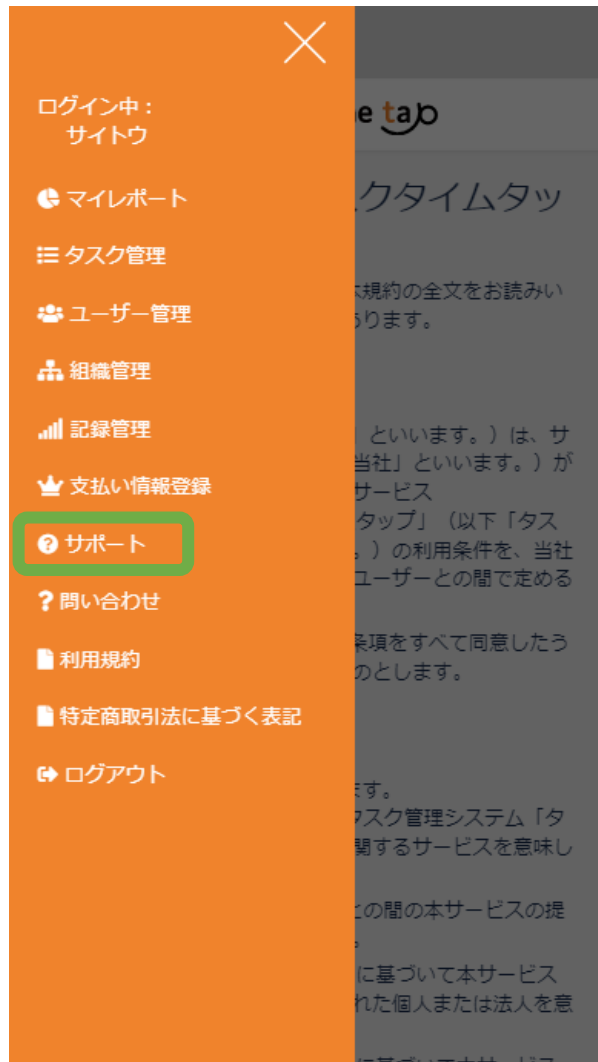 ログイン中：
サイトウ
マイレポート
タスク管理
ユーザー管理
組織管理
記録管理
支払い情報登録
サポート
問い合わせ
利用規約
特定商取引法に基づく表記
ログアウト
e tap
クタイムタッ
規約の全文をお読みい
ります。
」といいます。）は、サ
当社」といいます。）が
サービス
タップ」（以下「タス
。）の利用条件を、当社
ユーザーとの間で定める
条項をすべて同意したう
のとします。
ます。
タスク管理システム「タ
関するサービスを意味し
との間の本サービスの提
に基づいて本サービス
れた個人または法人を意